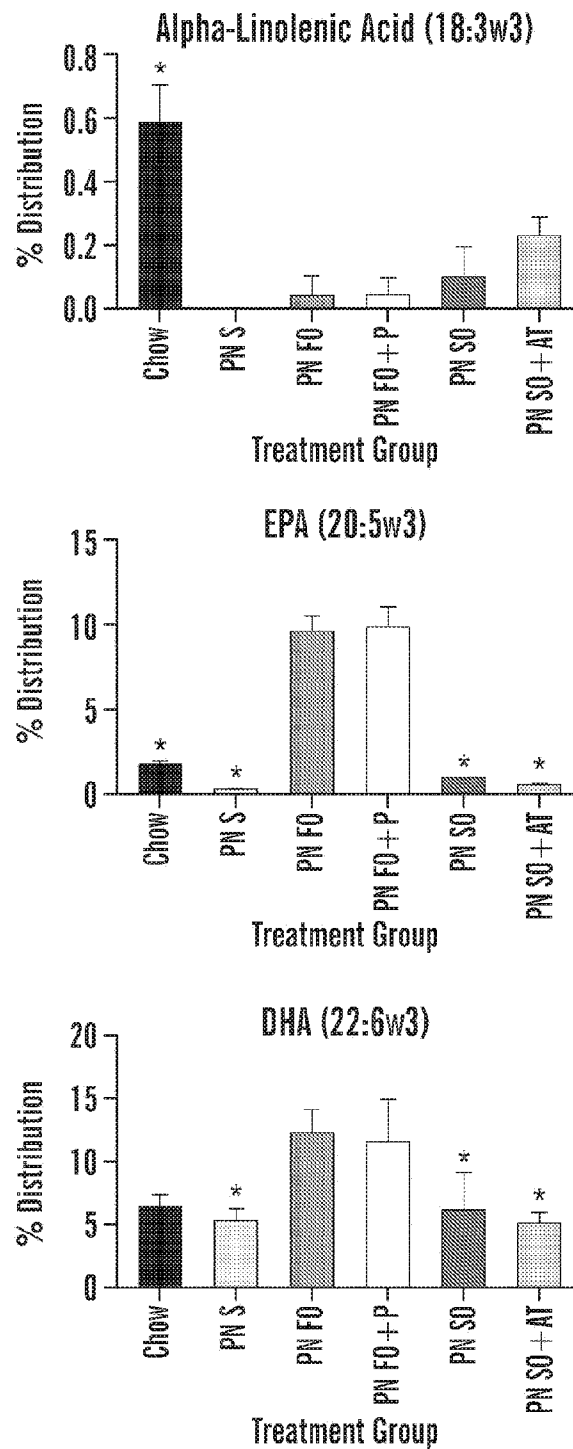 Alpha-Linolenic Acid (18:3w3)
% Distribution
0.8
0.6
0.4
0.2
0.0
*
Chow
PN S
PN FO
PN FO+P
PN SO
PN SO+AT
Treatment Group
EPA (20:5w3)
% Distribution
15
10
5
0
*
*
*
*
Chow
PN S
PN FO
PN FO+P
PN SO
PN SO+AT
Treatment Group
DHA (22:6w3)
% Distribution
20
15
10
5
0
*
*
*
Chow
PN S
PN FO
PN FO+P
PN SO
PN SO+AT
Treatment Group